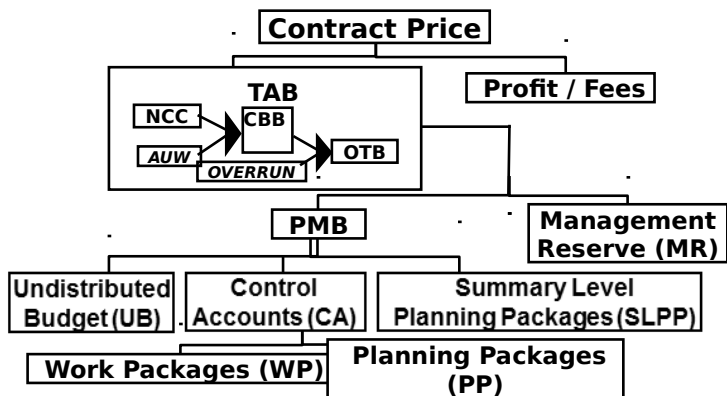 Contract Price
TAB
Profit / Fees
NCC
CBB
AUW
OVERRUN
OTB
PMB
Management
Reserve (MR)
Undistributed
Budget (UB)
Control
Accounts (CA)
Summary Level
Planning Packages (SLPP)
Work Packages (WP)
Planning Packages
(PP)